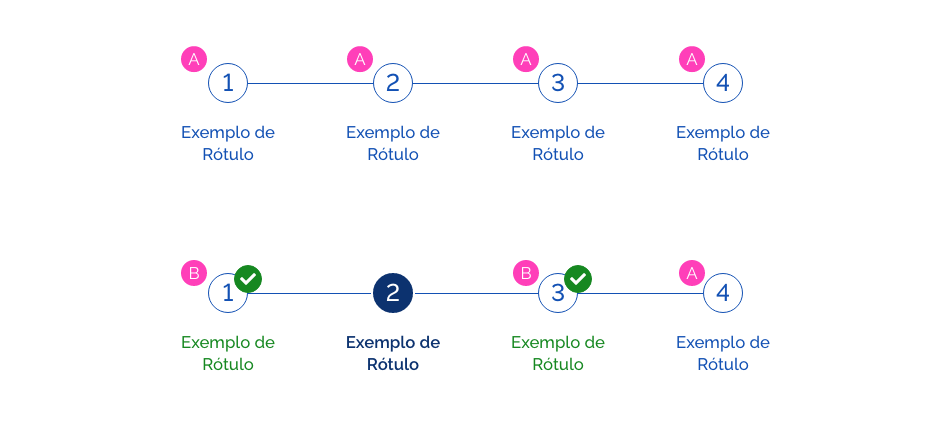 A A A A
1 2 3 4
Exemplo de Exemplo de Exemplo de Exemplo de
Rótulo Rótulo Rótulo Rótulo
B B A
1 2 3 4
Exemplo de Exemplo de Exemplo de Exemplo de
Rótulo Rótulo Rótulo Rótulo